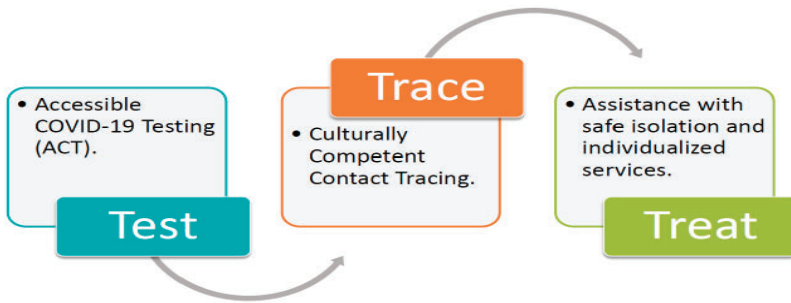 • Accessible
COVID-19 Testing
(ACT).
Test
Trace
• Culturally
Competent
Contact Tracing.
• Assistance with
safe isolation and
individualized
services.
Treat